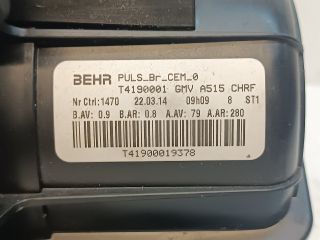 BEHR PULS_Br_CEM_0
T4190001 GMV A515 CHRF
Nr Ctrl:1470 22.03.14 09h09 8 ST1
B.AV: 0.9 B.AR: 0.8 A.AV: 79 A.AR: 280
T41900019378